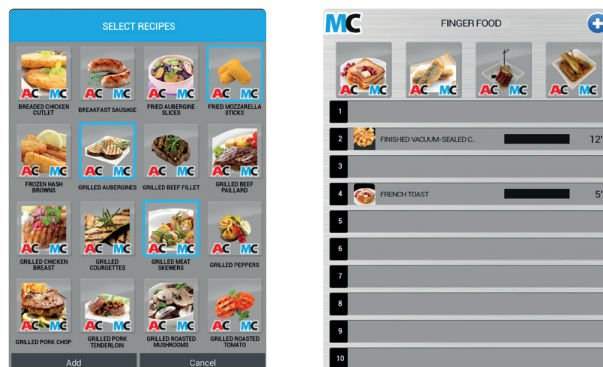 SELECT RECIPES
AC MC AC MC AC MC AC MC
BREADED CHICKEN CUTLET
BREAKFAST SAUSAGE
FRIED AUBERGINE SLICES
FRIED MOZZARELLA STICKS
AC MC AC MC AC MC AC MC
FROZEN HASH BROWNS
GRILLED AUBERGINES
GRILLED BEEF FILLET
GRILLED BEEF PAILLARD
AC MC AC MC AC MC AC MC
GRILLED CHICKEN BREAST
GRILLED COURGETTES
GRILLED MEAT SKEWERS
GRILLED PEPPERS
AC MC AC MC AC MC AC MC
GRILLED PORK CHOP
GRILLED PORK TENDERLOIN
GRILLED ROASTED MUSHROOMS
GRILLED ROASTED TOMATO
Add
Cancel
MC
FINGER FOOD
AC MC AC MC AC MC AC MC
1
2 FINISHED VACUUM-SEALED C.. 12'
3
4 FRENCH TOAST 5'
5
6
7
8
9
10